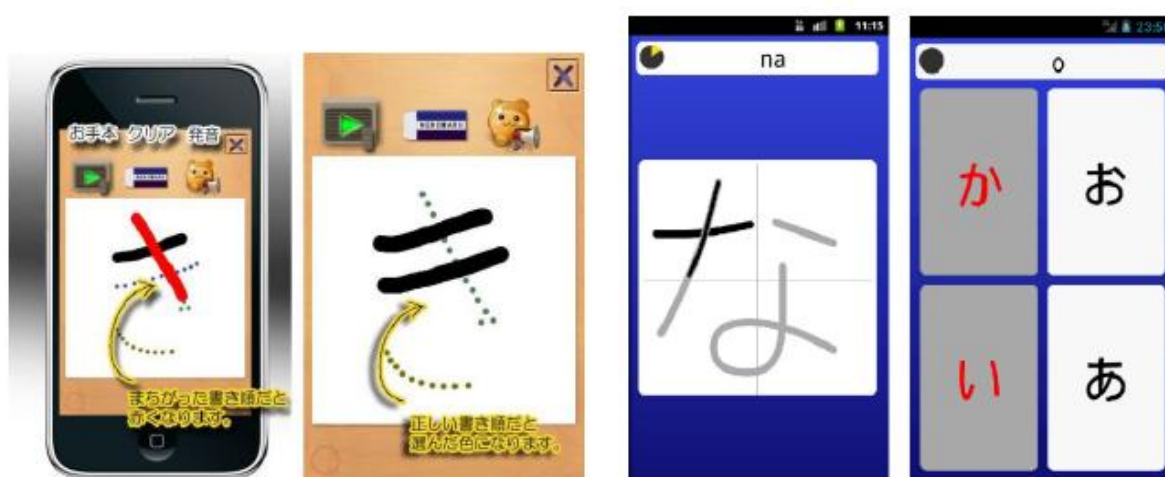 お手本 クリア 発音
まちがった書き順だと
赤くなります。
正しい書き順だと
選んだ色になります。
11:15
na
な
23:5
o
か お
い あ